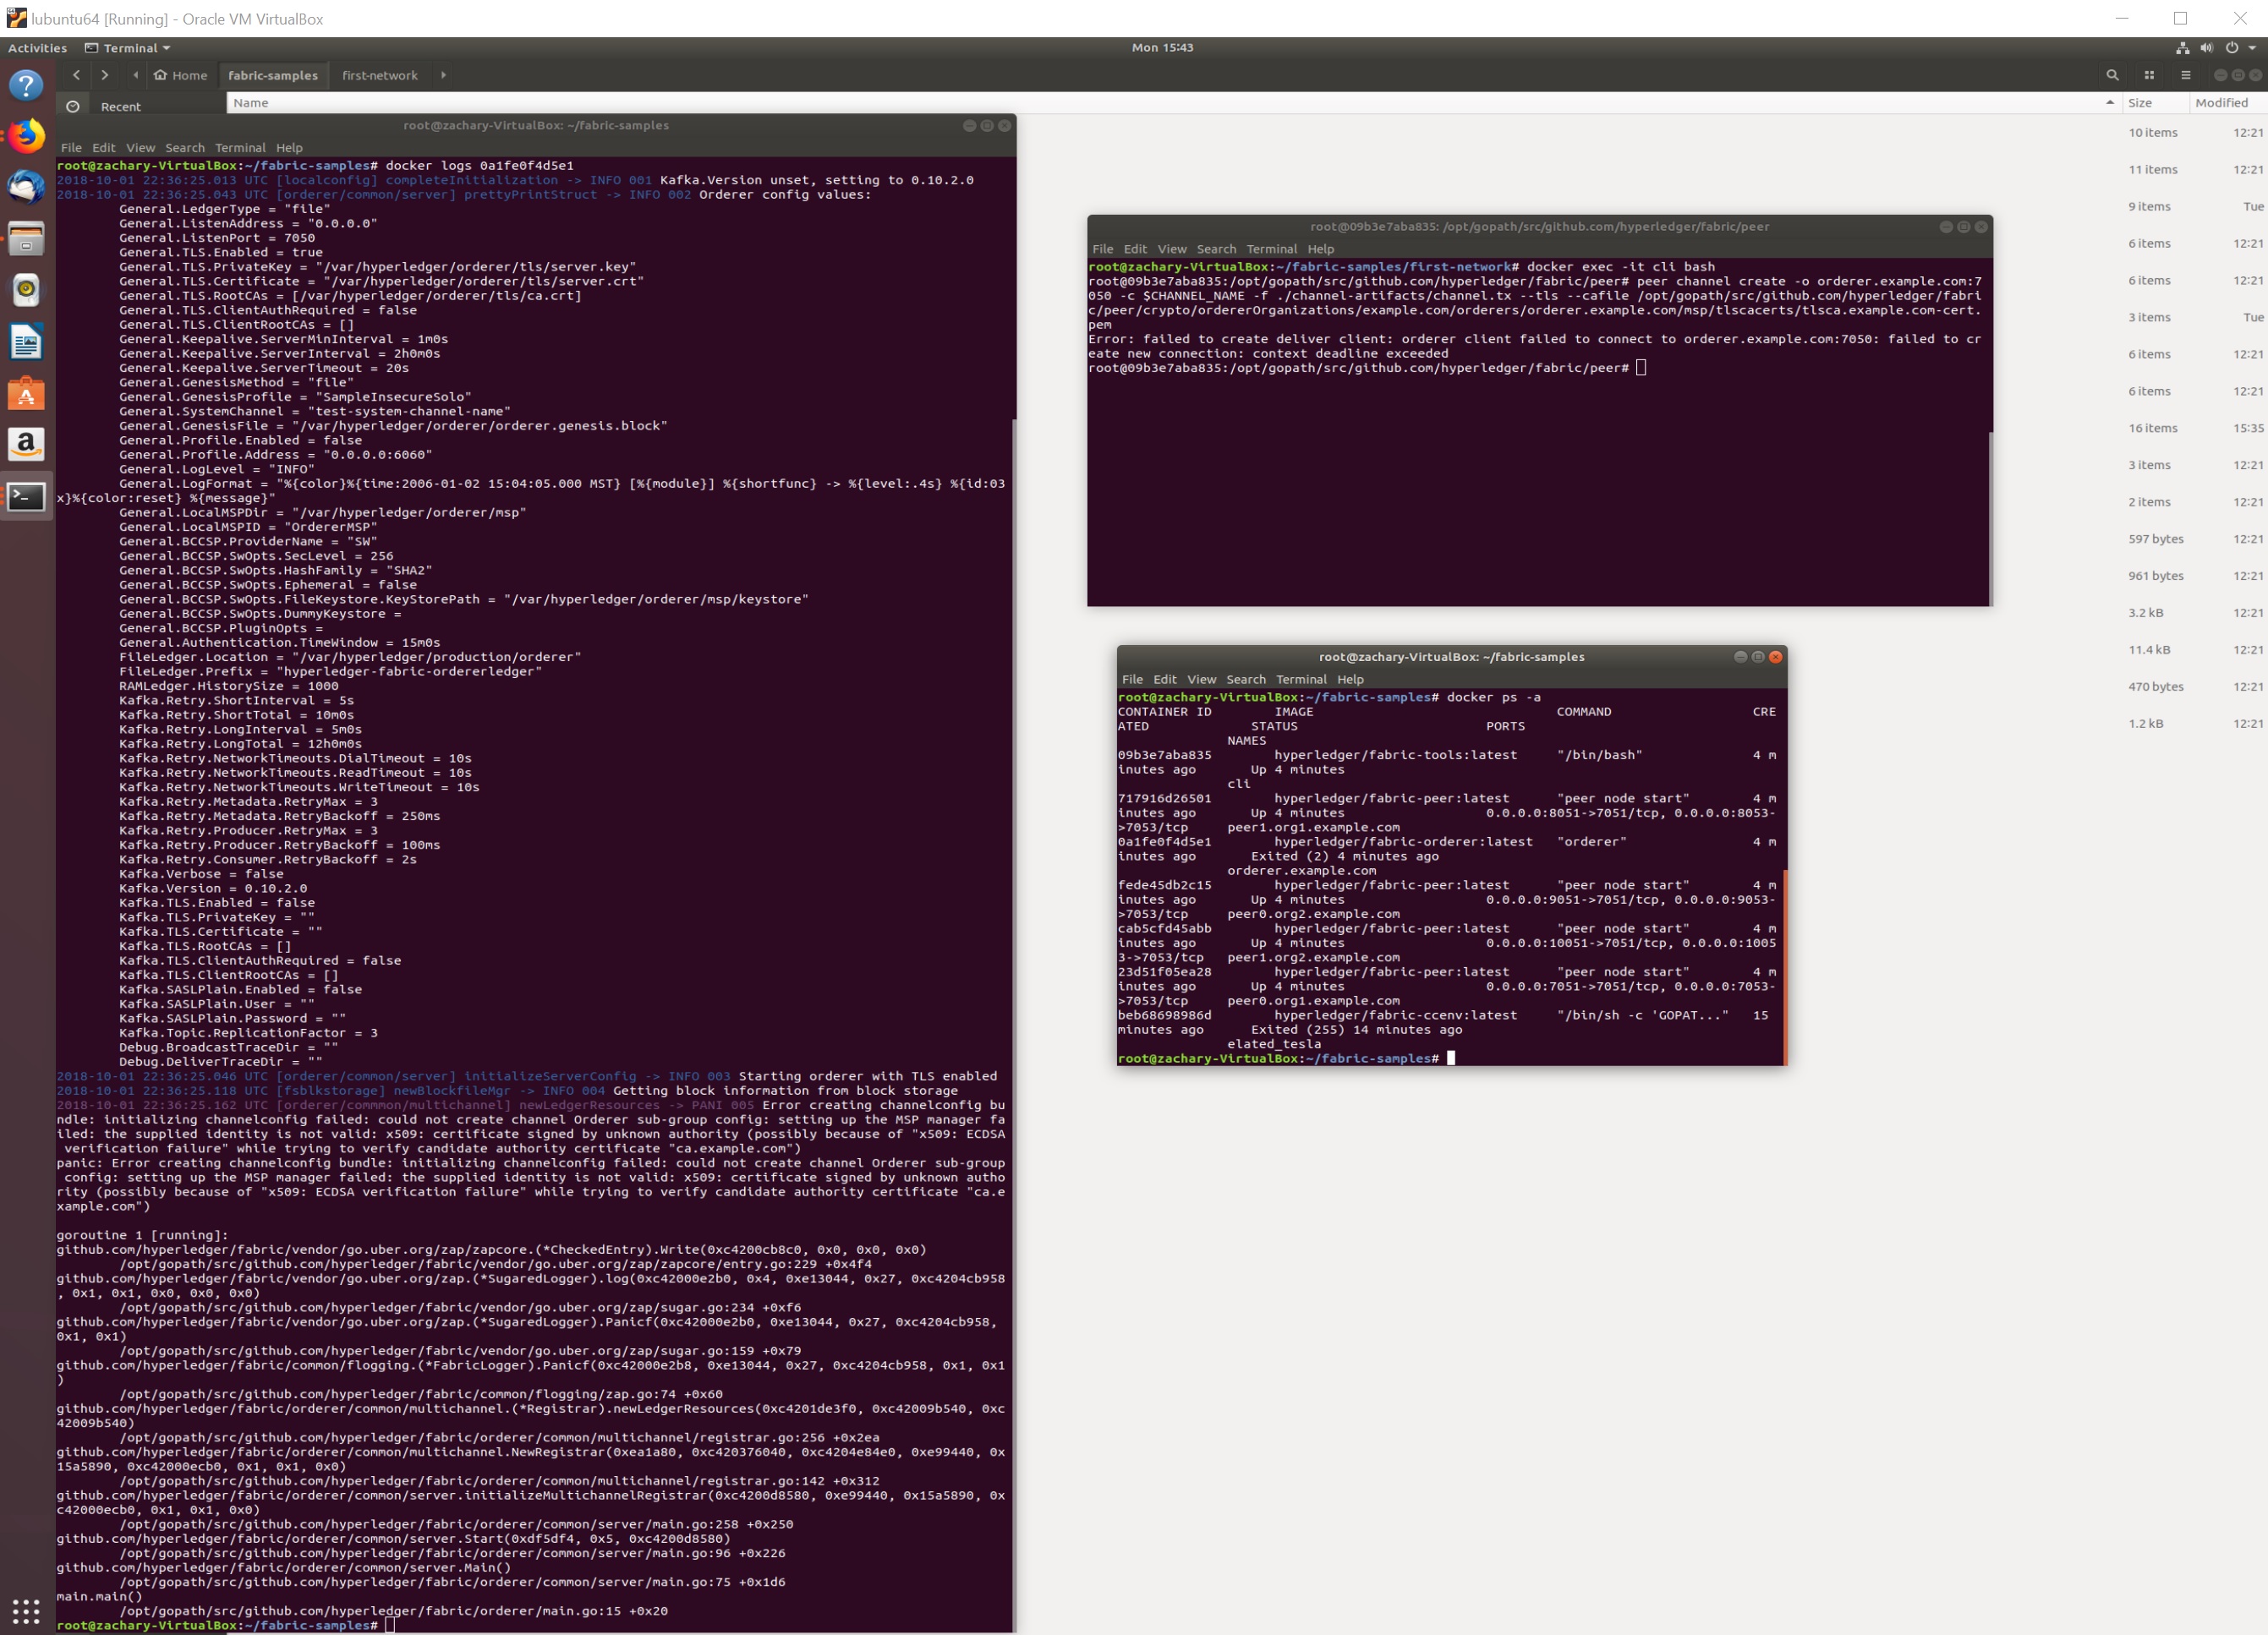 lubuntu64 [Running] - Oracle VM VirtualBox
Activities Terminal Mon 15:43
Home fabric-samples first-network
Recent Name Size Modified
root@zachary-VirtualBox: ~/fabric-samples
File Edit View Search Terminal Help
root@zachary-VirtualBox:~/fabric-samples# docker logs 0a1fe0f4d5e1
2018-10-01 22:36:25.013 UTC [localconfig] completeInitialization -> INFO 001 Kafka.Version unset, setting to 0.10.2.0
2018-10-01 22:36:25.043 UTC [orderer/common/server] prettyPrintStruct -> INFO 002 Orderer config values:
General.LedgerType = "file"
General.ListenAddress = "0.0.0.0"
General.ListenPort = 7050
General.TLS.Enabled = true
General.TLS.PrivateKey = "/var/hyperledger/orderer/tls/server.key"
General.TLS.Certificate = "/var/hyperledger/orderer/tls/server.crt"
General.TLS.RootCAs = [/var/hyperledger/orderer/tls/ca.crt]
General.TLS.ClientAuthRequired = false
General.TLS.ClientRootCAs = []
General.Keepalive.ServerMinInterval = 1m0s
General.Keepalive.ServerInterval = 2h0m0s
General.Keepalive.ServerTimeout = 20s
General.GenesisMethod = "file"
General.GenesisProfile = "SampleInsecureSolo"
General.SystemChannel = "test-system-channel-name"
General.GenesisFile = "/var/hyperledger/orderer/orderer.genesis.block"
General.Profile.Enabled = false
General.Profile.Address = "0.0.0.0:6060"
General.LogLevel = "INFO"
General.LogFormat = "%{color}%{time:2006-01-02 15:04:05.000 MST} [%{module}] %{shortfunc} -> %{level:.4s} %{id:03
x}%{color:reset} %{message}"
General.LocalMSPDir = "/var/hyperledger/orderer/msp"
General.LocalMSPID = "OrdererMSP"
General.BCCSP.ProviderName = "SW"
General.BCCSP.SwOpts.SecLevel = 256
General.BCCSP.SwOpts.HashFamily = "SHA2"
General.BCCSP.SwOpts.Ephemeral = false
General.BCCSP.SwOpts.FileKeystore.KeyStorePath = "/var/hyperledger/orderer/msp/keystore"
General.BCCSP.SwOpts.DummyKeystore =
General.BCCSP.PluginOpts =
General.Authentication.TimeWindow = 15m0s
FileLedger.Location = "/var/hyperledger/production/orderer"
FileLedger.Prefix = "hyperledger-fabric-ordererledger"
RAMLedger.HistorySize = 1000
Kafka.Retry.ShortInterval = 5s
Kafka.Retry.ShortTotal = 10m0s
Kafka.Retry.LongInterval = 5m0s
Kafka.Retry.LongTotal = 12h0m0s
Kafka.Retry.NetworkTimeouts.DialTimeout = 10s
Kafka.Retry.NetworkTimeouts.ReadTimeout = 10s
Kafka.Retry.NetworkTimeouts.WriteTimeout = 10s
Kafka.Retry.Metadata.RetryMax = 3
Kafka.Retry.Metadata.RetryBackoff = 250ms
Kafka.Retry.Producer.RetryMax = 3
Kafka.Retry.Producer.RetryBackoff = 100ms
Kafka.Retry.Consumer.RetryBackoff = 2s
Kafka.Verbose = false
Kafka.Version = 0.10.2.0
Kafka.TLS.Enabled = false
Kafka.TLS.PrivateKey = ""
Kafka.TLS.Certificate = ""
Kafka.TLS.RootCAs = []
Kafka.TLS.ClientAuthRequired = false
Kafka.TLS.ClientRootCAs = []
Kafka.SASLPlain.Enabled = false
Kafka.SASLPlain.User = ""
Kafka.SASLPlain.Password = ""
Kafka.Topic.ReplicationFactor = 3
Debug.BroadcastTraceDir = ""
Debug.DeliverTraceDir = ""
2018-10-01 22:36:25.046 UTC [orderer/common/server] initializeServerConfig -> INFO 003 Starting orderer with TLS enabled
2018-10-01 22:36:25.118 UTC [fsblkstorage] newBlockfileMgr -> INFO 004 Getting block information from block storage
2018-10-01 22:36:25.162 UTC [orderer/commmon/multichannel] newLedgerResources -> PANI 005 Error creating channelconfig bu
ndle: initializing channelconfig failed: could not create channel Orderer sub-group config: setting up the MSP manager fa
iled: the supplied identity is not valid: x509: certificate signed by unknown authority (possibly because of "x509: ECDSA
verification failure" while trying to verify candidate authority certificate "ca.example.com")
panic: Error creating channelconfig bundle: initializing channelconfig failed: could not create channel Orderer sub-group
config: setting up the MSP manager failed: the supplied identity is not valid: x509: certificate signed by unknown autho
rity (possibly because of "x509: ECDSA verification failure" while trying to verify candidate authority certificate "ca.e
xample.com")
goroutine 1 [running]:
github.com/hyperledger/fabric/vendor/go.uber.org/zap/zapcore.(*CheckedEntry).Write(0xc4200cb8c0, 0x0, 0x0, 0x0)
/opt/gopath/src/github.com/hyperledger/fabric/vendor/go.uber.org/zap/zapcore/entry.go:229 +0x4f4
github.com/hyperledger/fabric/vendor/go.uber.org/zap.(*SugaredLogger).log(0xc42000e2b0, 0x4, 0xe13044, 0x27, 0xc4204cb958
, 0x1, 0x1, 0x0, 0x0, 0x0)
/opt/gopath/src/github.com/hyperledger/fabric/vendor/go.uber.org/zap/sugar.go:234 +0xf6
github.com/hyperledger/fabric/vendor/go.uber.org/zap.(*SugaredLogger).Panicf(0xc42000e2b0, 0xe13044, 0x27, 0xc4204cb958,
0x1, 0x1)
/opt/gopath/src/github.com/hyperledger/fabric/vendor/go.uber.org/zap/sugar.go:159 +0x79
github.com/hyperledger/fabric/common/flogging.(*FabricLogger).Panicf(0xc42000e2b8, 0xe13044, 0x27, 0xc4204cb958, 0x1, 0x1
)
/opt/gopath/src/github.com/hyperledger/fabric/common/flogging/zap.go:74 +0x60
github.com/hyperledger/fabric/orderer/common/multichannel.(*Registrar).newLedgerResources(0xc4201de3f0, 0xc42009b540, 0xc
42009b540)
/opt/gopath/src/github.com/hyperledger/fabric/orderer/common/multichannel/registrar.go:256 +0x2ea
github.com/hyperledger/fabric/orderer/common/multichannel.NewRegistrar(0xea1a80, 0xc420376040, 0xc4204e84e0, 0xe99440, 0x
15a5890, 0xc42000ecb0, 0x1, 0x1, 0x0)
/opt/gopath/src/github.com/hyperledger/fabric/orderer/common/multichannel/registrar.go:142 +0x312
github.com/hyperledger/fabric/orderer/common/server.initializeMultichannelRegistrar(0xc4200d8580, 0xe99440, 0x15a5890, 0x
c42000ecb0, 0x1, 0x1, 0x0)
/opt/gopath/src/github.com/hyperledger/fabric/orderer/common/server/main.go:258 +0x250
github.com/hyperledger/fabric/orderer/common/server.Start(0xdf5df4, 0x5, 0xc4200d8580)
/opt/gopath/src/github.com/hyperledger/fabric/orderer/common/server/main.go:96 +0x226
github.com/hyperledger/fabric/orderer/common/server.Main()
/opt/gopath/src/github.com/hyperledger/fabric/orderer/common/server/main.go:75 +0x1d6
main.main()
/opt/gopath/src/github.com/hyperledger/fabric/orderer/main.go:15 +0x20
root@zachary-VirtualBox:~/fabric-samples#
root@09b3e7aba835: /opt/gopath/src/github.com/hyperledger/fabric/peer
File Edit View Search Terminal Help
root@zachary-VirtualBox:~/fabric-samples/first-network# docker exec -it cli bash
root@09b3e7aba835:/opt/gopath/src/github.com/hyperledger/fabric/peer# peer channel create -o orderer.example.com:7
050 -c $CHANNEL_NAME -f ./channel-artifacts/channel.tx --tls --cafile /opt/gopath/src/github.com/hyperledger/fabri
c/peer/crypto/ordererOrganizations/example.com/orderers/orderer.example.com/msp/tlscacerts/tlsca.example.com-cert.
pem
Error: failed to create deliver client: orderer client failed to connect to orderer.example.com:7050: failed to cr
eate new connection: context deadline exceeded
root@09b3e7aba835:/opt/gopath/src/github.com/hyperledger/fabric/peer#
root@zachary-VirtualBox: ~/fabric-samples
File Edit View Search Terminal Help
root@zachary-VirtualBox:~/fabric-samples# docker ps -a
CONTAINER ID IMAGE COMMAND CRE
ATED STATUS PORTS
NAMES
09b3e7aba835 hyperledger/fabric-tools:latest "/bin/bash" 4 m
inutes ago Up 4 minutes
cli
717916d26501 hyperledger/fabric-peer:latest "peer node start" 4 m
inutes ago Up 4 minutes 0.0.0.0:8051->7051/tcp, 0.0.0.0:8053-
>7053/tcp peer1.org1.example.com
0a1fe0f4d5e1 hyperledger/fabric-orderer:latest "orderer" 4 m
inutes ago Exited (2) 4 minutes ago
orderer.example.com
fede45db2c15 hyperledger/fabric-peer:latest "peer node start" 4 m
inutes ago Up 4 minutes 0.0.0.0:9051->7051/tcp, 0.0.0.0:9053-
>7053/tcp peer0.org2.example.com
cab5cfd45abb hyperledger/fabric-peer:latest "peer node start" 4 m
inutes ago Up 4 minutes 0.0.0.0:10051->7051/tcp, 0.0.0.0:1005
3->7053/tcp peer1.org2.example.com
23d51f05ea28 hyperledger/fabric-peer:latest "peer node start" 4 m
inutes ago Up 4 minutes 0.0.0.0:7051->7051/tcp, 0.0.0.0:7053-
>7053/tcp peer0.org1.example.com
beb68698986d hyperledger/fabric-ccenv:latest "/bin/sh -c 'GOPAT..." 15
minutes ago Exited (255) 14 minutes ago
elated_tesla
root@zachary-VirtualBox:~/fabric-samples#
10 items 12:21
11 items 12:21
9 items Tue
6 items 12:21
6 items 12:21
3 items Tue
6 items 12:21
6 items 12:21
16 items 15:35
3 items 12:21
2 items 12:21
597 bytes 12:21
961 bytes 12:21
3.2 kB 12:21
11.4 kB 12:21
470 bytes 12:21
1.2 kB 12:21